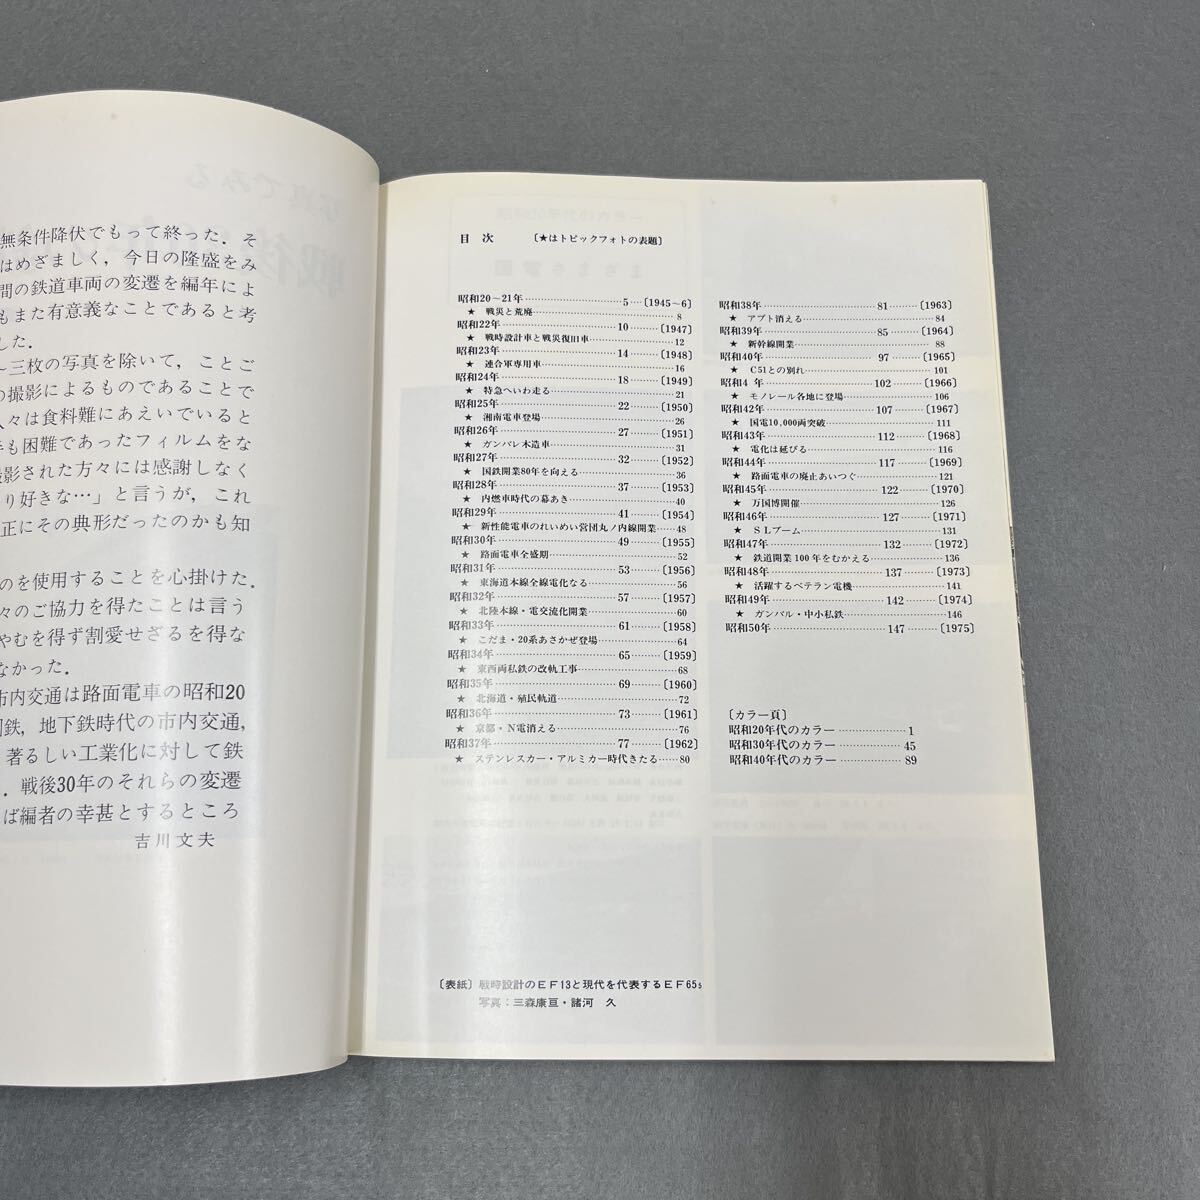 無条件降伏でもって終った．そ
はめざましく，今日の隆盛をみ
間の鉄道車両の変遷を編年によ
もまた有意義なことであると考
した．
～三枚の写真を除いて，ことご
の撮影によるものであることで
人々は食料難にあえいでいると
も困難であったフィルムをな
影された方々には感謝しなく
り好きな…」と言うが，これ
正にその典形だったのかも知
のを使用することを心掛けた．
々のご協力を得たことは言う
やむを得ず割愛せざるを得な
なかった．
市内交通は路面電車の昭和20
鉄，地下鉄時代の市内交通，
著るしい工業化に対して鉄
．戦後30年のそれらの変遷
ば編者の幸甚とするところ
吉川文夫
目 次 〔★はトピックフォトの表題〕
昭和20～21年 5 〔1945～6〕
★ 戦災と荒廃 8
昭和22年 10 〔1947〕
★ 戦時設計車と戦災復旧車 12
昭和23年 14 〔1948〕
★ 連合軍専用車 16
昭和24年 18 〔1949〕
★ 特急へいわ走る 21
昭和25年 22 〔1950〕
★ 湘南電車登場 26
昭和26年 27 〔1951〕
★ ガンバレ木造車 31
昭和27年 32 〔1952〕
★ 国鉄開業80年を向える 36
昭和28年 37 〔1953〕
★ 内燃車時代の幕あき 40
昭和29年 41 〔1954〕
★ 新性能電車のれいめい営団丸ノ内線開業 48
昭和30年 49 〔1955〕
★ 路面電車全盛期 52
昭和31年 53 〔1956〕
★ 東海道本線全線電化なる 56
昭和32年 57 〔1957〕
★ 北陸本線・電交流化開業 60
昭和33年 61 〔1958〕
★ こだま・20系あさかぜ登場 64
昭和34年 65 〔1959〕
★ 東西両私鉄の改軌工事 68
昭和35年 69 〔1960〕
★ 北海道・殖民軌道 72
昭和36年 73 〔1961〕
★ 京都・N電消える 76
昭和37年 77 〔1962〕
★ ステンレスカー・アルミカー時代きたる 80
昭和38年 81 〔1963〕
★ アプト消える 84
昭和39年 85 〔1964〕
★ 新幹線開業 88
昭和40年 97 〔1965〕
★ C51との別れ 101
昭和4 年 102 〔1966〕
★ モノレール各地に登場 106
昭和42年 107 〔1967〕
★ 国電10,000両突破 111
昭和43年 112 〔1968〕
★ 電化は延びる 116
昭和44年 117 〔1969〕
★ 路面電車の廃止あいつぐ 121
昭和45年 122 〔1970〕
★ 万国博開催 126
昭和46年 127 〔1971〕
★ SLブーム 131
昭和47年 132 〔1972〕
★ 鉄道開業100年をむかえる 136
昭和48年 137 〔1973〕
★ 活躍するベテラン電機 141
昭和49年 142 〔1974〕
★ ガンバル・中小私鉄 146
昭和50年 147 〔1975〕
〔カラー頁〕
昭和20年代のカラー 1
昭和30年代のカラー 45
昭和40年代のカラー 89
〔表紙〕戦時設計のEF13と現代を代表するEF65
写真：三森康亘・諸河 久